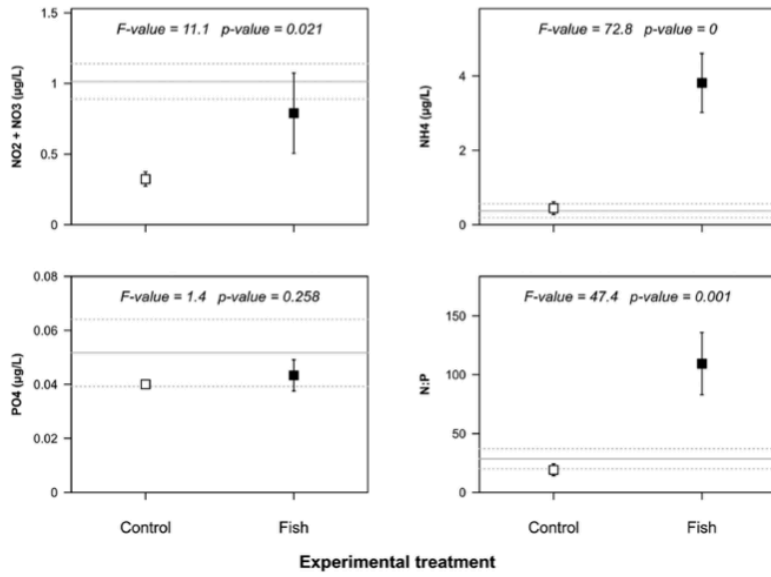 F-value = 11.1 p-value = 0.021
NO2 + NO3 (µg/L)
1.5
1
0.5
0
F-value = 72.8 p-value = 0
NH4 (µg/L)
4
2
0
F-value = 1.4 p-value = 0.258
PO4 (µg/L)
0.08
0.06
0.04
0.02
0
Control
Fish
F-value = 47.4 p-value = 0.001
N:P
150
100
50
0
Control
Fish
Experimental treatment